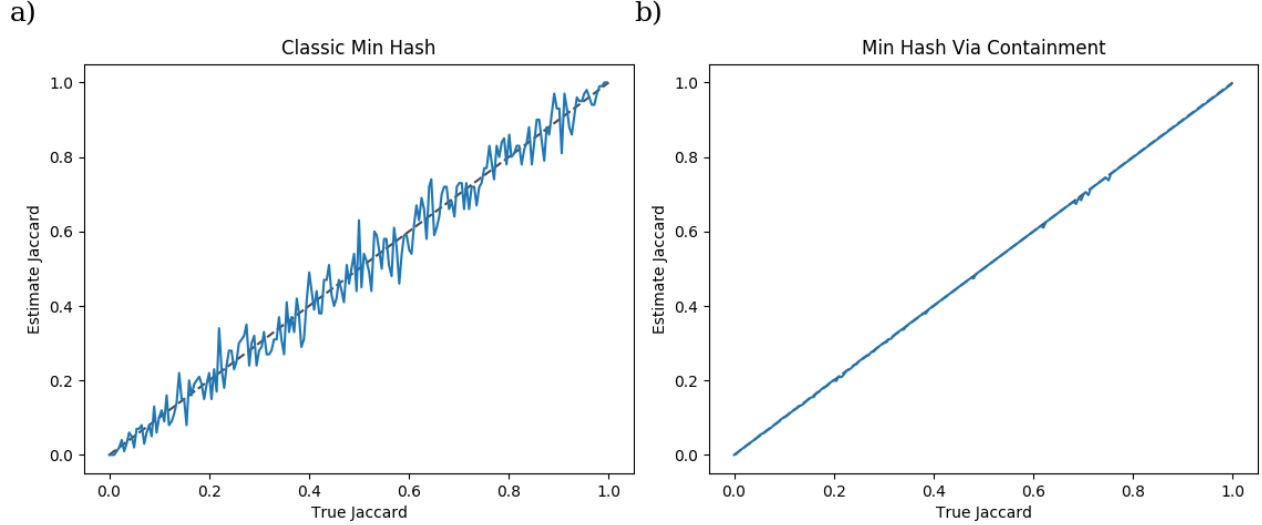 a)
Classic Min Hash
1.0
0.8
0.6
0.4
0.2
0.0
Estimate Jaccard
0.0 0.2 0.4 0.6 0.8 1.0
True Jaccard
b)
Min Hash Via Containment
1.0
0.8
0.6
0.4
0.2
0.0
Estimate Jaccard
0.0 0.2 0.4 0.6 0.8 1.0
True Jaccard